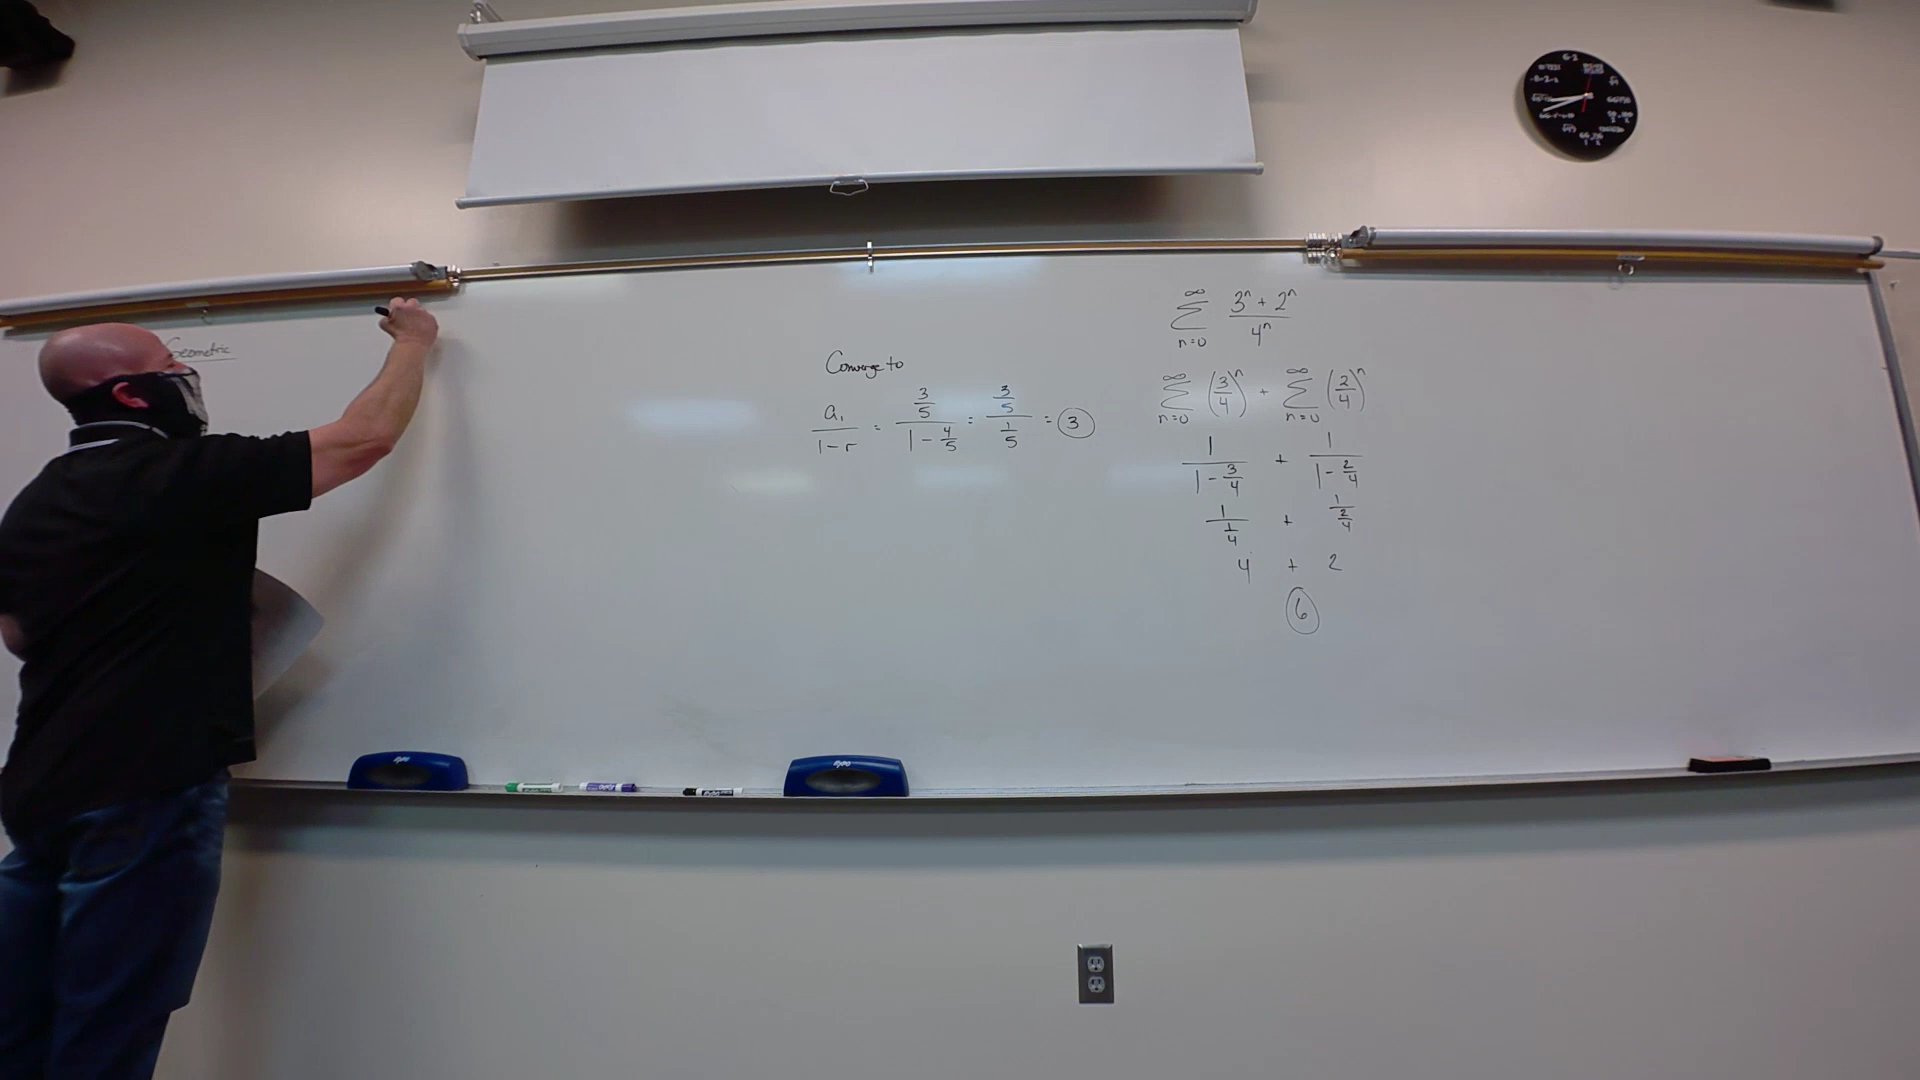 Geometric
Converge to
a₁/(1-r) = (3/5)/(1 - 4/5) = (3/5)/(1/5) = 3
∞ Σ n=0 (3ⁿ + 2ⁿ)/4ⁿ
∞ Σ n=0 (3/4)ⁿ + ∞ Σ n=0 (2/4)ⁿ
1/(1 - 3/4) + 1/(1 - 2/4)
1/(1/4) + 1/(2/4)
4 + 2
6
expo
expo